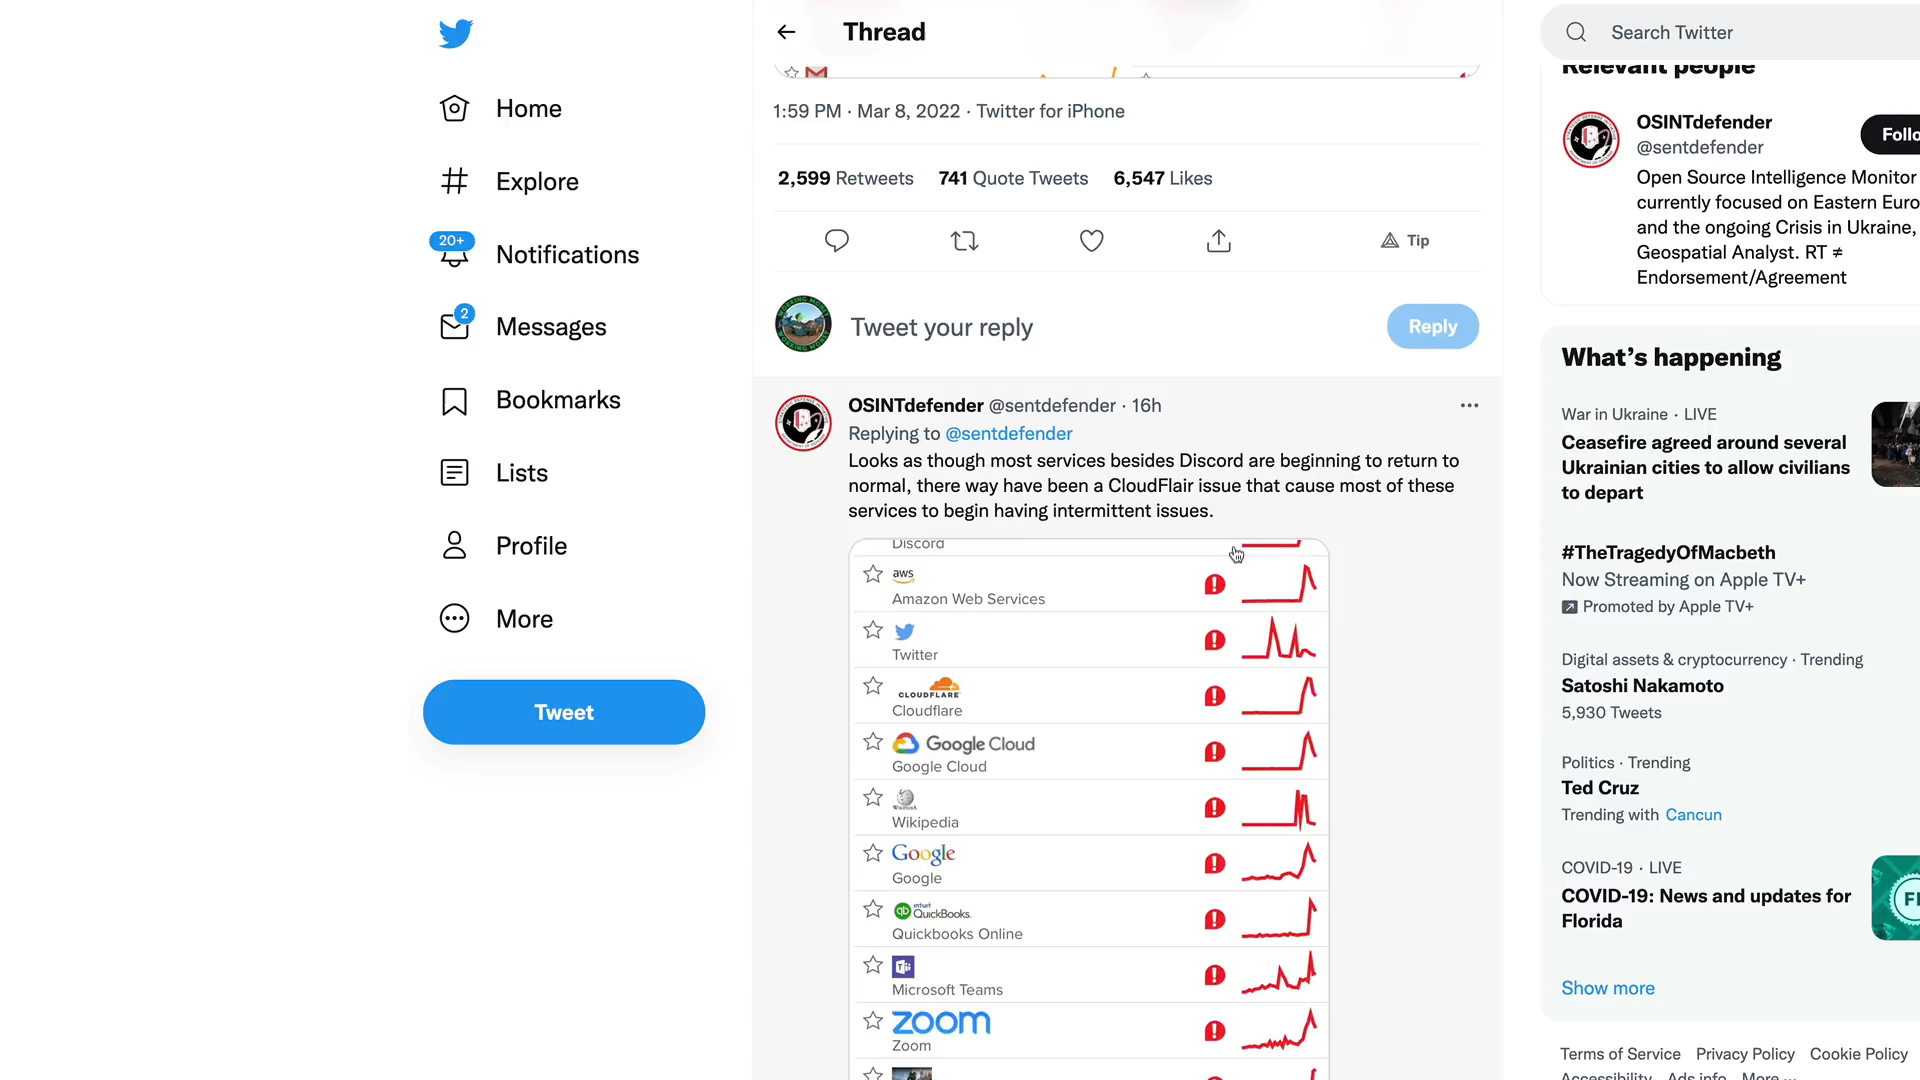 Home
Explore
20+
Notifications
2
Messages
Bookmarks
Lists
Profile
More
Tweet
Thread
1:59 PM · Mar 8, 2022 · Twitter for iPhone
2,599 Retweets 741 Quote Tweets 6,547 Likes
Tip
Tweet your reply
Reply
OSINTdefender @sentdefender · 16h
Replying to @sentdefender
Looks as though most services besides Discord are beginning to return to
normal, there way have been a CloudFlair issue that cause most of these
services to begin having intermittent issues.
Discord
aws
Amazon Web Services
Twitter
CLOUDFLARE
Cloudflare
Google Cloud
Google Cloud
WIKIPEDIA
Wikipedia
Google
Google
intuit
qb QuickBooks.
Quickbooks Online
Microsoft Teams
zoom
Zoom
Search Twitter
Relevant people
OSINTdefender
@sentdefender
Follo
Open Source Intelligence Monitor
currently focused on Eastern Euro
and the ongoing Crisis in Ukraine,
Geospatial Analyst. RT ≠
Endorsement/Agreement
What’s happening
War in Ukraine · LIVE
Ceasefire agreed around several
Ukrainian cities to allow civilians
to depart
#TheTragedyOfMacbeth
Now Streaming on Apple TV+
Promoted by Apple TV+
Digital assets & cryptocurrency · Trending
Satoshi Nakamoto
5,930 Tweets
Politics · Trending
Ted Cruz
Trending with Cancun
COVID-19 · LIVE
COVID-19: News and updates for
Florida
Show more
Terms of Service Privacy Policy Cookie Policy
Accessibility Ads info More ...